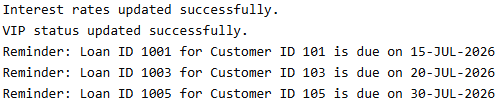 Interest rates updated successfully.
VIP status updated successfully.
Reminder: Loan ID 1001 for Customer ID 101 is due on 15-JUL-2026
Reminder: Loan ID 1003 for Customer ID 103 is due on 20-JUL-2026
Reminder: Loan ID 1005 for Customer ID 105 is due on 30-JUL-2026